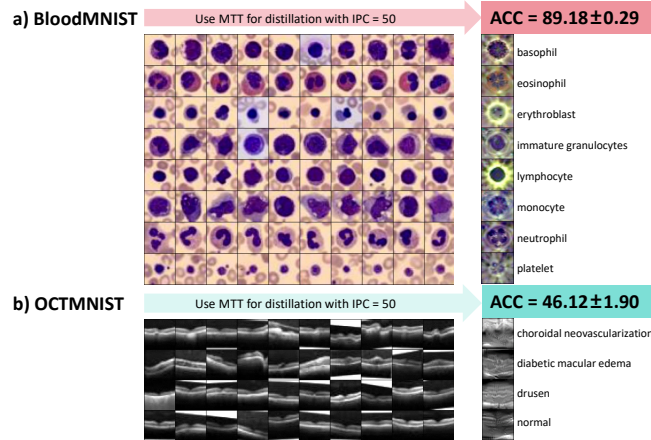 a) BloodMNIST
Use MTT for distillation with IPC = 50
ACC = 89.18±0.29
basophil
eosinophil
erythroblast
immature granulocytes
lymphocyte
monocyte
neutrophil
platelet
b) OCTMNIST
Use MTT for distillation with IPC = 50
ACC = 46.12±1.90
choroidal neovascularization
diabetic macular edema
drusen
normal